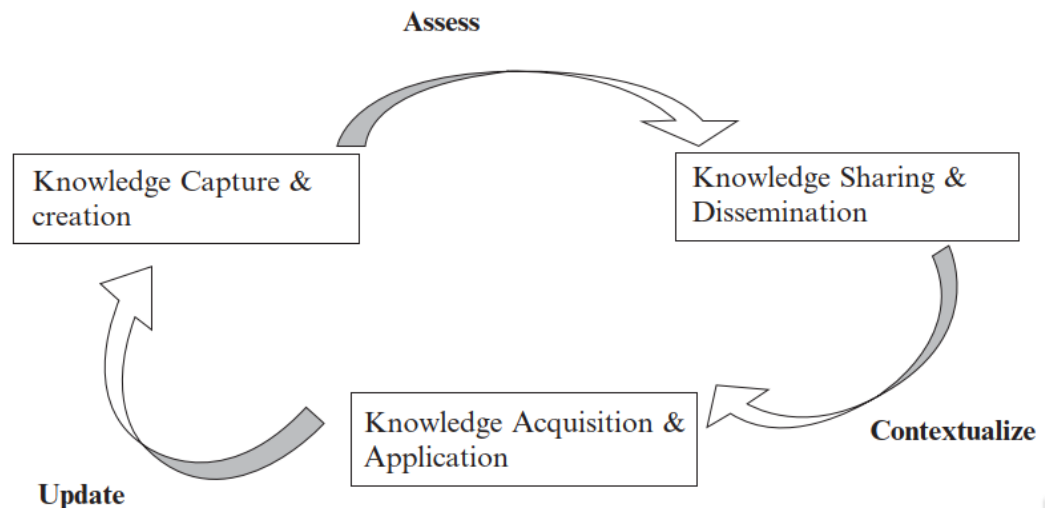 Assess
Knowledge Capture &
creation
Knowledge Sharing &
Dissemination
Knowledge Acquisition &
Application
Contextualize
Update